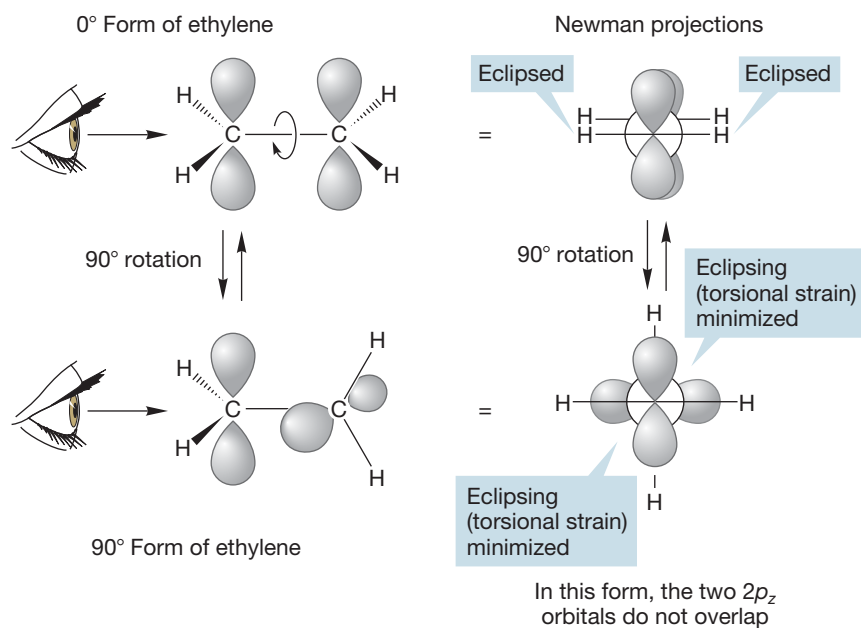 0° Form of ethylene
Newman projections
Eclipsed
Eclipsed
H
H
C
C
H
H
=
H
H
H
H
90° rotation
90° rotation
Eclipsing
(torsional strain)
minimized
H
H
H
C
C
H
H
=
H
H
H
Eclipsing
(torsional strain)
minimized
90° Form of ethylene
In this form, the two 2pz
orbitals do not overlap